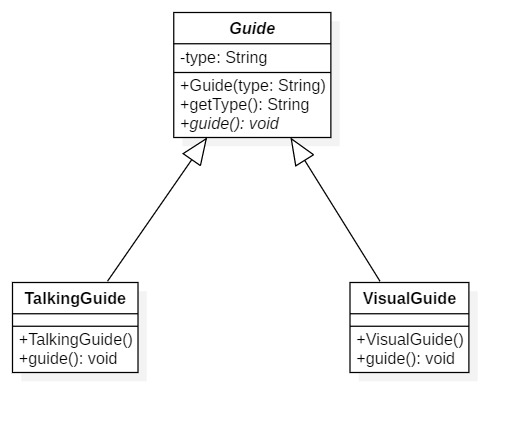 Guide
-type: String
+Guide(type: String)
+getType(): String
+guide(): void
TalkingGuide
+TalkingGuide()
+guide(): void
VisualGuide
+VisualGuide()
+guide(): void